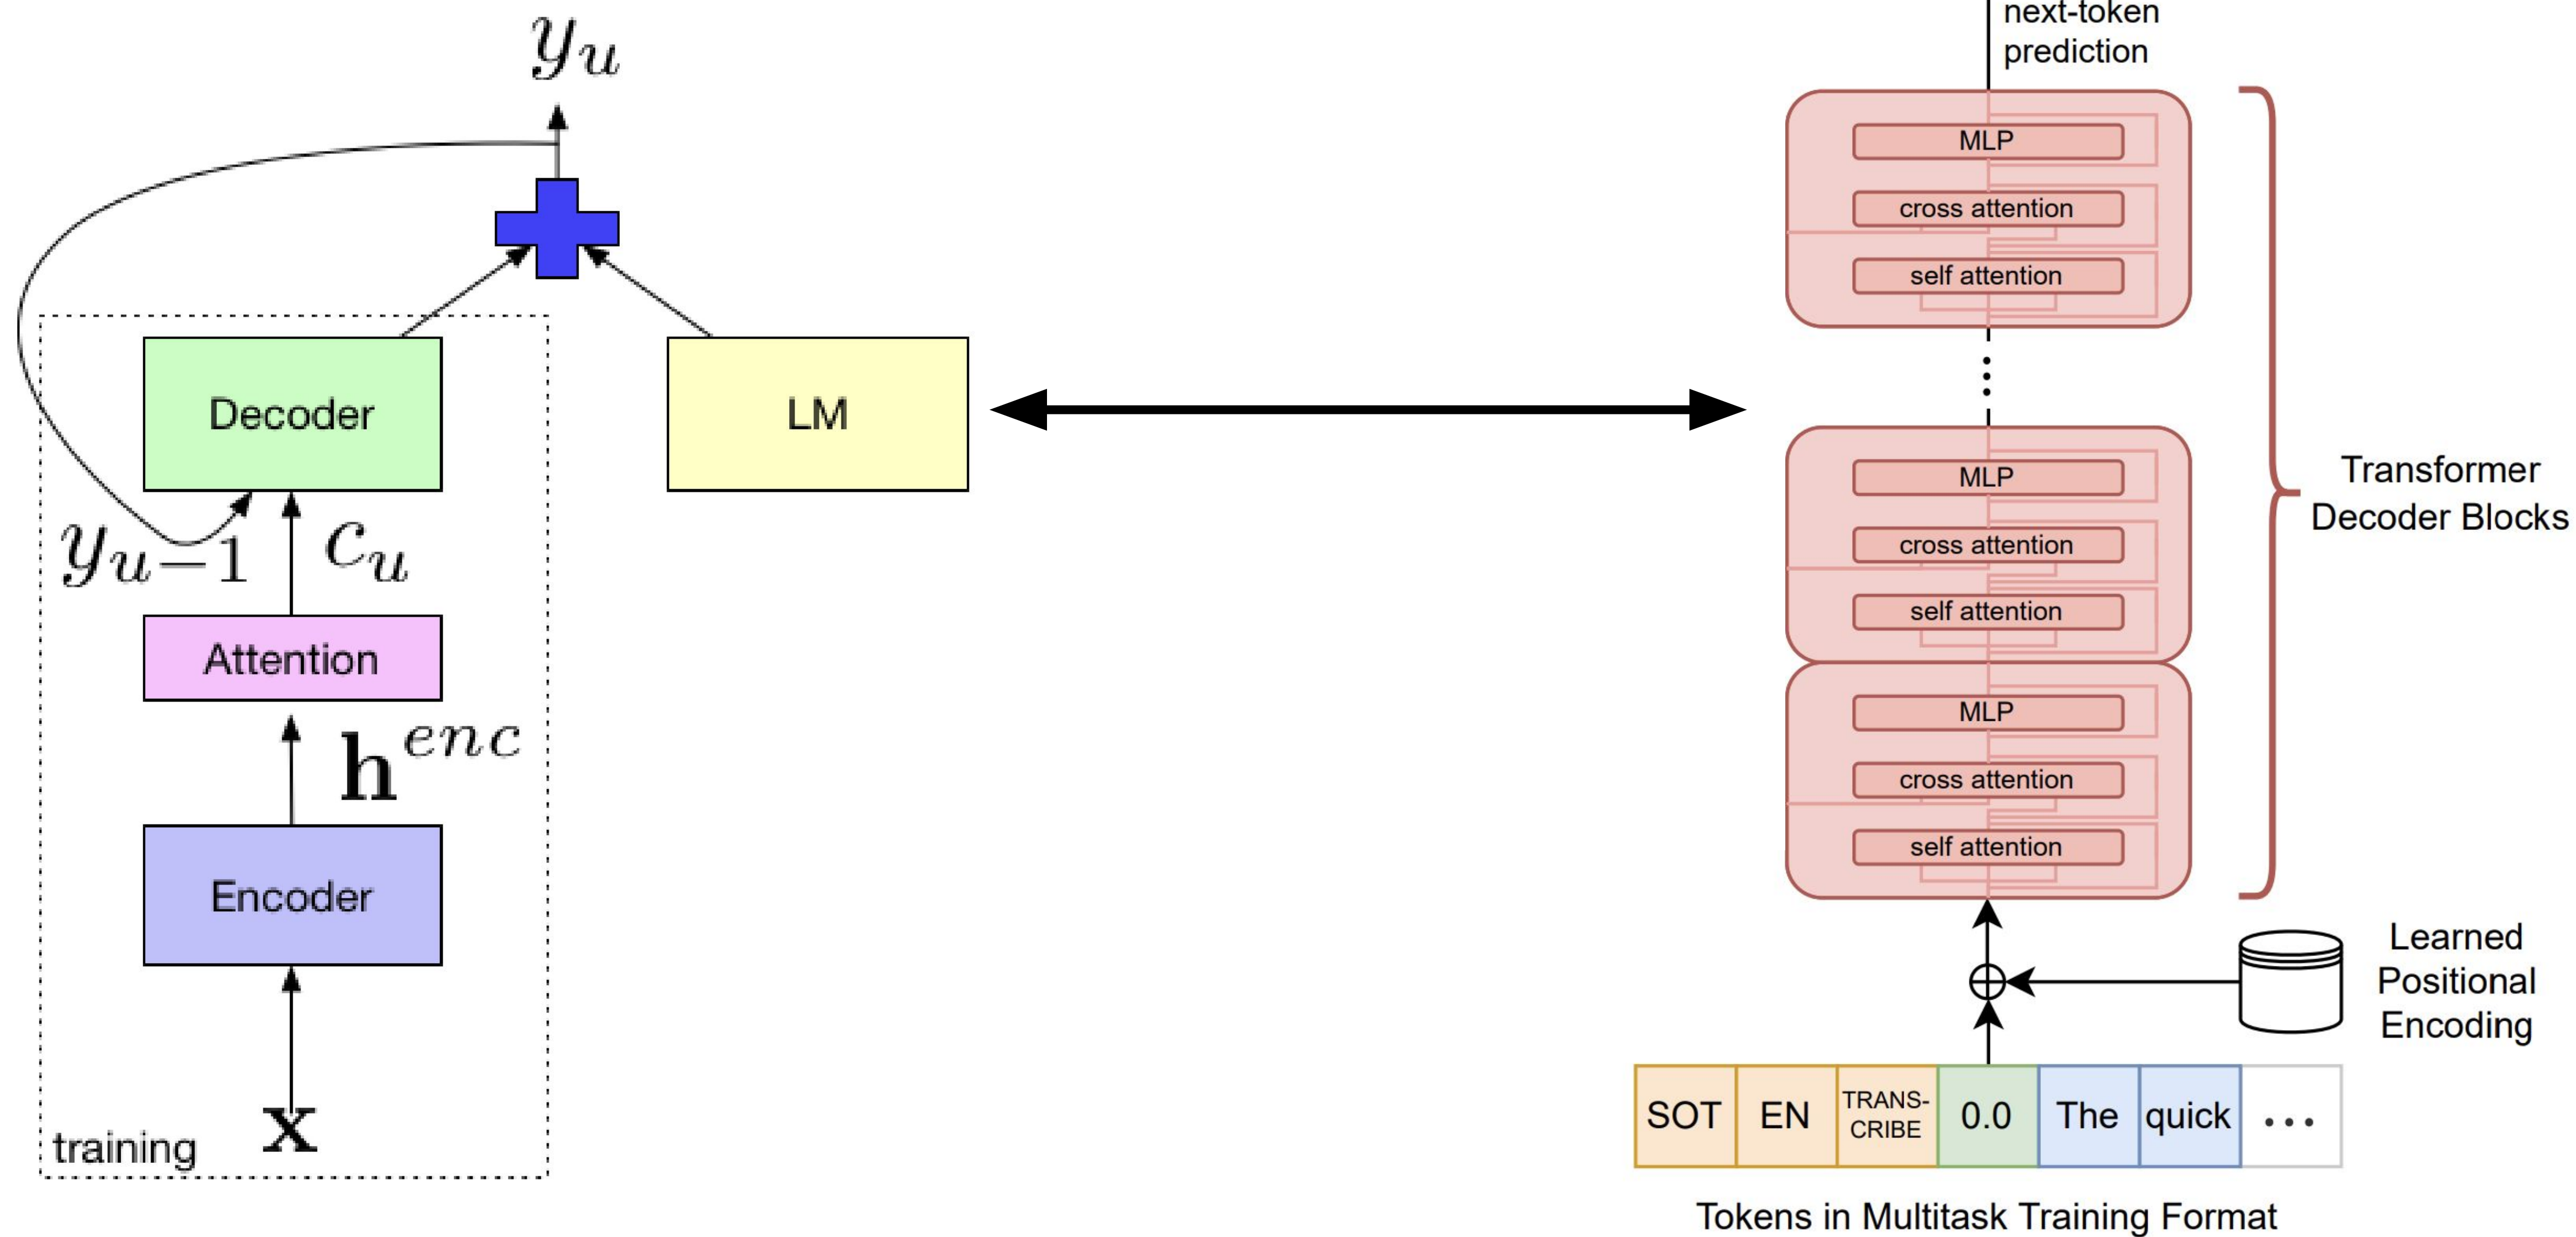 y_u
Decoder
LM
y_{u-1}
c_u
Attention
h^{enc}
Encoder
x
training
next-token
prediction
MLP
cross attention
self attention
MLP
cross attention
self attention
MLP
cross attention
self attention
Transformer
Decoder Blocks
Learned
Positional
Encoding
SOT EN TRANS-
CRIBE 0.0 The quick ...
Tokens in Multitask Training Format